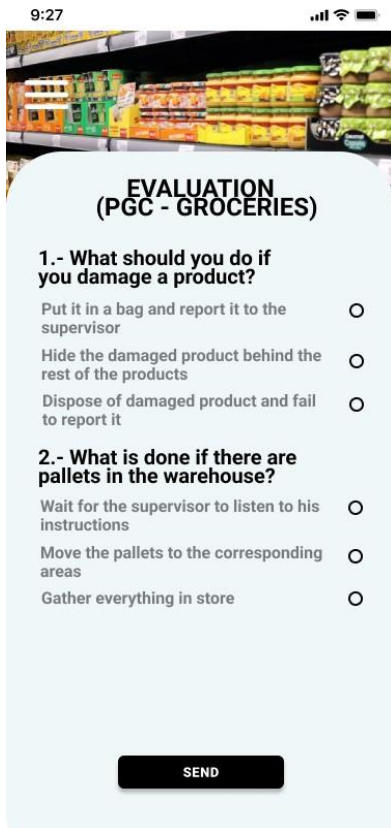 9:27
EVALUATION
(PGC - GROCERIES)
1.- What should you do if
you damage a product?
Put it in a bag and report it to the
supervisor
Hide the damaged product behind the
rest of the products
Dispose of damaged product and fail
to report it
2.- What is done if there are
pallets in the warehouse?
Wait for the supervisor to listen to his
instructions
Move the pallets to the corresponding
areas
Gather everything in store
SEND